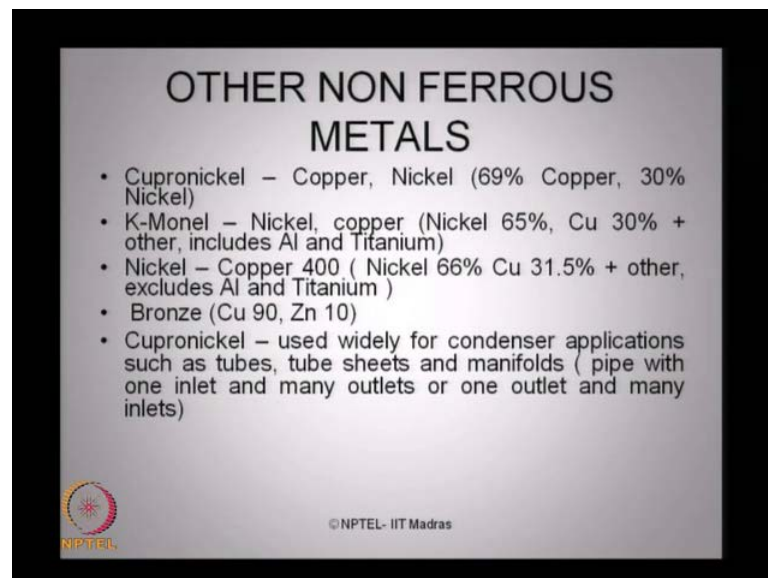 OTHER NON FERROUS
METALS
• Cupronickel – Copper, Nickel (69% Copper, 30%
Nickel)
• K-Monel – Nickel, copper (Nickel 65%, Cu 30% +
other, includes Al and Titanium)
• Nickel – Copper 400 ( Nickel 66% Cu 31.5% + other,
excludes Al and Titanium )
• Bronze (Cu 90, Zn 10)
• Cupronickel – used widely for condenser applications
such as tubes, tube sheets and manifolds ( pipe with
one inlet and many outlets or one outlet and many
inlets)
© NPTEL- IIT Madras
NPTEL